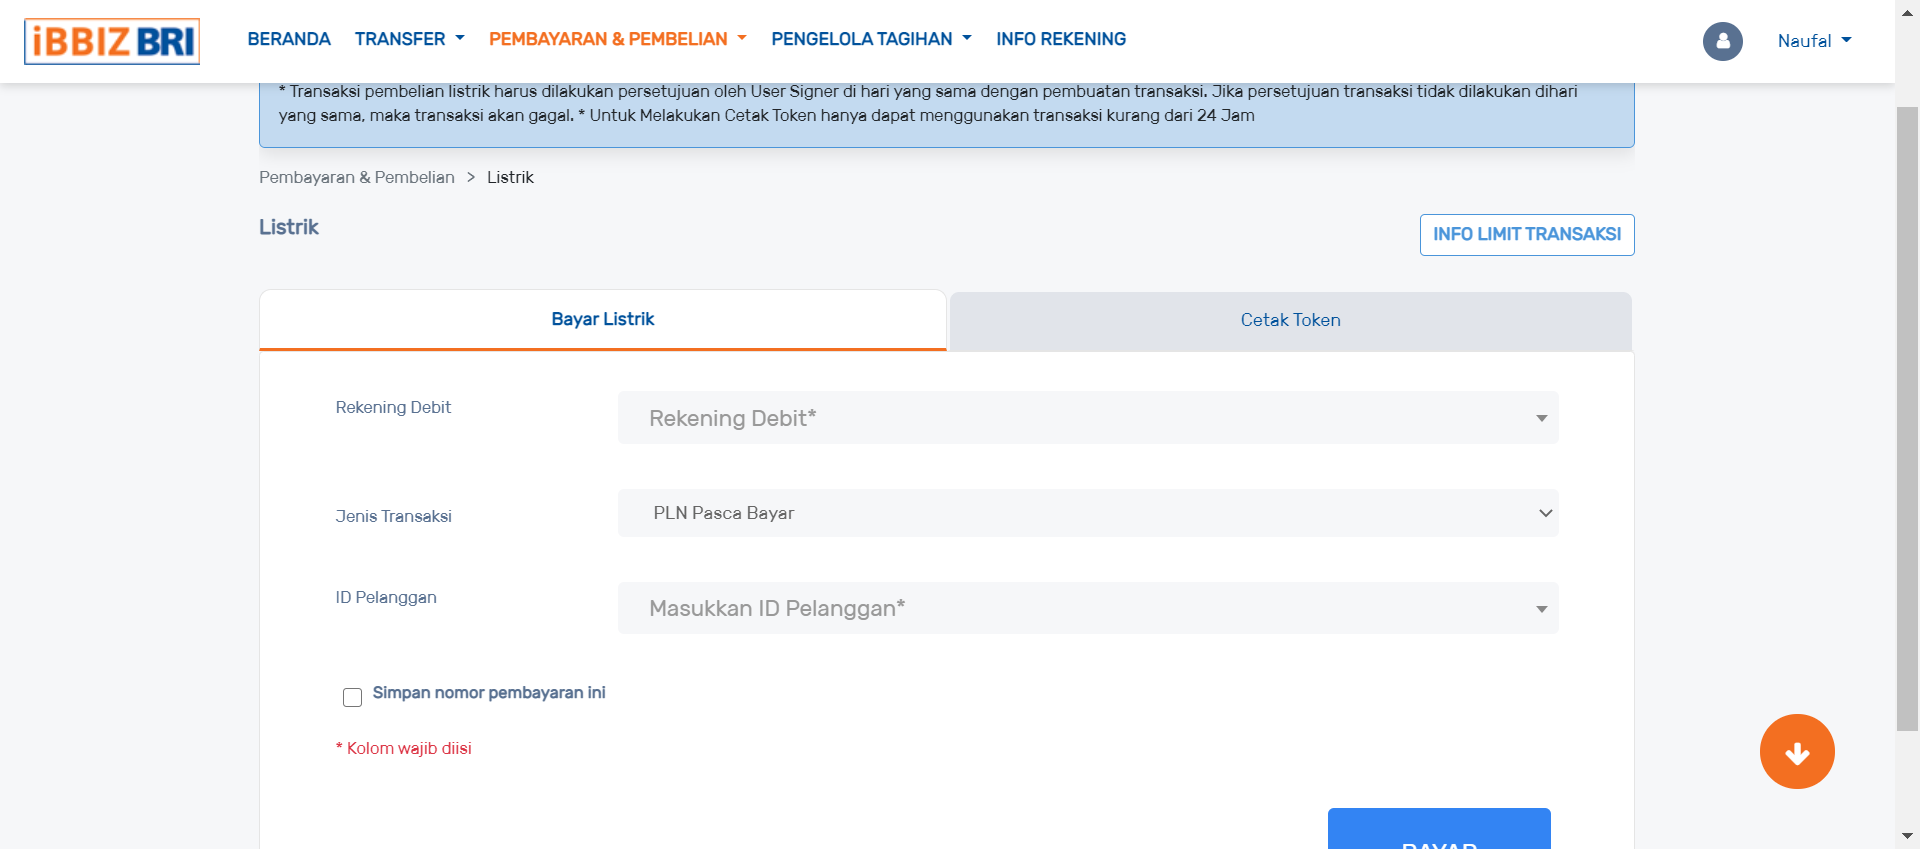 iBBIZ BRI
BERANDA TRANSFER PEMBAYARAN & PEMBELIAN PENGELOLA TAGIHAN INFO REKENING
Naufal
* Transaksi pembelian listrik harus dilakukan persetujuan oleh User Signer di hari yang sama dengan pembuatan transaksi. Jika persetujuan transaksi tidak dilakukan dihari
yang sama, maka transaksi akan gagal. * Untuk Melakukan Cetak Token hanya dapat menggunakan transaksi kurang dari 24 Jam
Pembayaran & Pembelian > Listrik
Listrik
INFO LIMIT TRANSAKSI
Bayar Listrik
Cetak Token
Rekening Debit
Rekening Debit*
Jenis Transaksi
PLN Pasca Bayar
ID Pelanggan
Masukkan ID Pelanggan*
Simpan nomor pembayaran ini
* Kolom wajib diisi
BAYAR